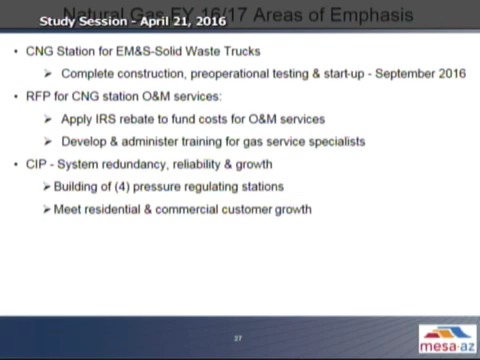 Natural Gas FY 16/17 Areas of Emphasis
Study Session - April 21, 2016
• CNG Station for EM&S-Solid Waste Trucks
➢ Complete construction, preoperational testing & start-up - September 2016
• RFP for CNG station O&M services:
➢ Apply IRS rebate to fund costs for O&M services
➢ Develop & administer training for gas service specialists
• CIP - System redundancy, reliability & growth
➢ Building of (4) pressure regulating stations
➢ Meet residential & commercial customer growth
27
mesa·az